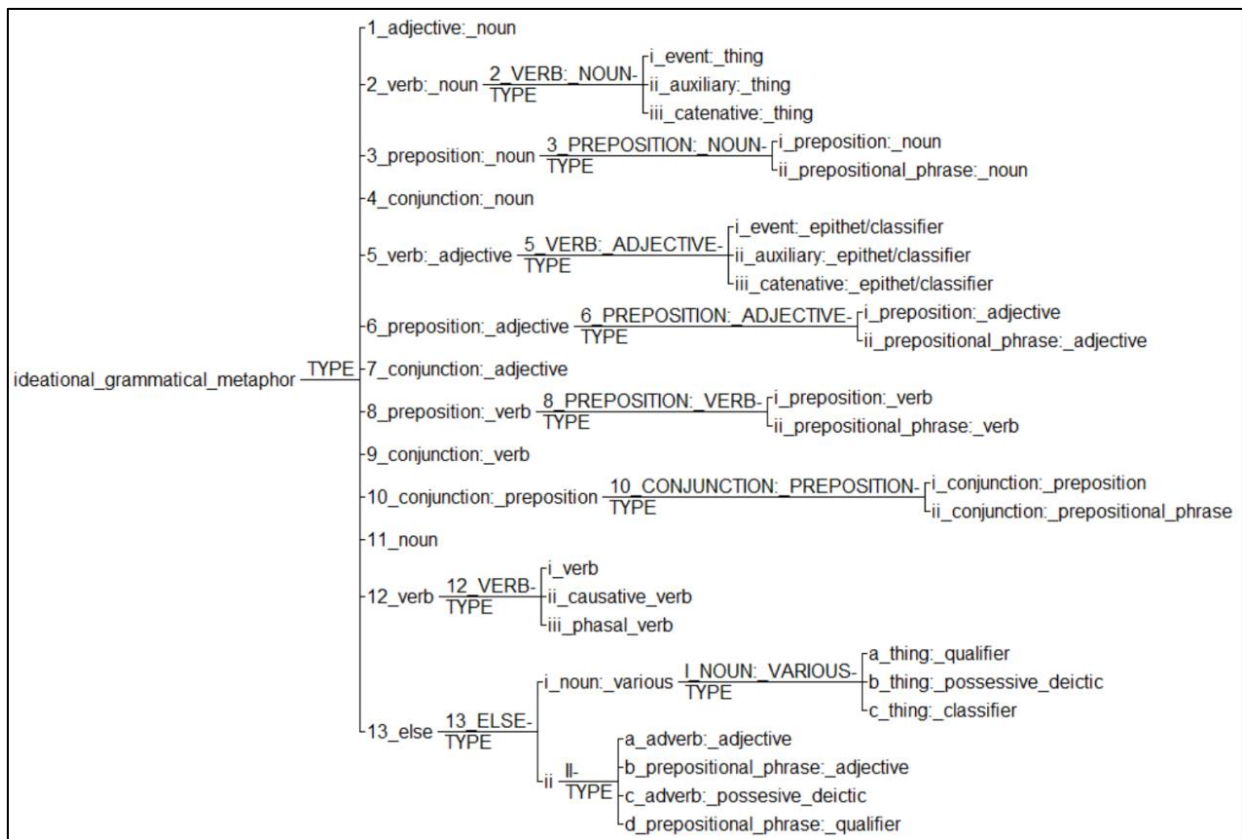 1_adjective:_noun
i_event:_thing
2_verb:_noun 2_VERB:_NOUN-TYPE ii_auxiliary:_thing
iii_catenative:_thing
3_preposition:_noun 3_PREPOSITION:_NOUN-TYPE i_preposition:_noun
ii_prepositional_phrase:_noun
4_conjunction:_noun
i_event:_epithet/classifier
5_verb:_adjective 5_VERB:_ADJECTIVE-TYPE ii_auxiliary:_epithet/classifier
iii_catenative:_epithet/classifier
6_preposition:_adjective 6_PREPOSITION:_ADJECTIVE-TYPE i_preposition:_adjective
ii_prepositional_phrase:_adjective
ideational_grammatical_metaphor TYPE 7_conjunction:_adjective
8_preposition:_verb 8_PREPOSITION:_VERB-TYPE i_preposition:_verb
ii_prepositional_phrase:_verb
9_conjunction:_verb
10_conjunction:_preposition 10_CONJUNCTION:_PREPOSITION-TYPE i_conjunction:_preposition
ii_conjunction:_prepositional_phrase
11_noun
i_verb
12_verb 12_VERB-TYPE ii_causative_verb
iii_phasal_verb
a_thing:_qualifier
i_noun:_various I_NOUN:_VARIOUS-TYPE b_thing:_possessive_deictic
c_thing:_classifier
13_else 13_ELSE-TYPE
a_adverb:_adjective
ii II-TYPE b_prepositional_phrase:_adjective
c_adverb:_possesive_deictic
d_prepositional_phrase:_qualifier